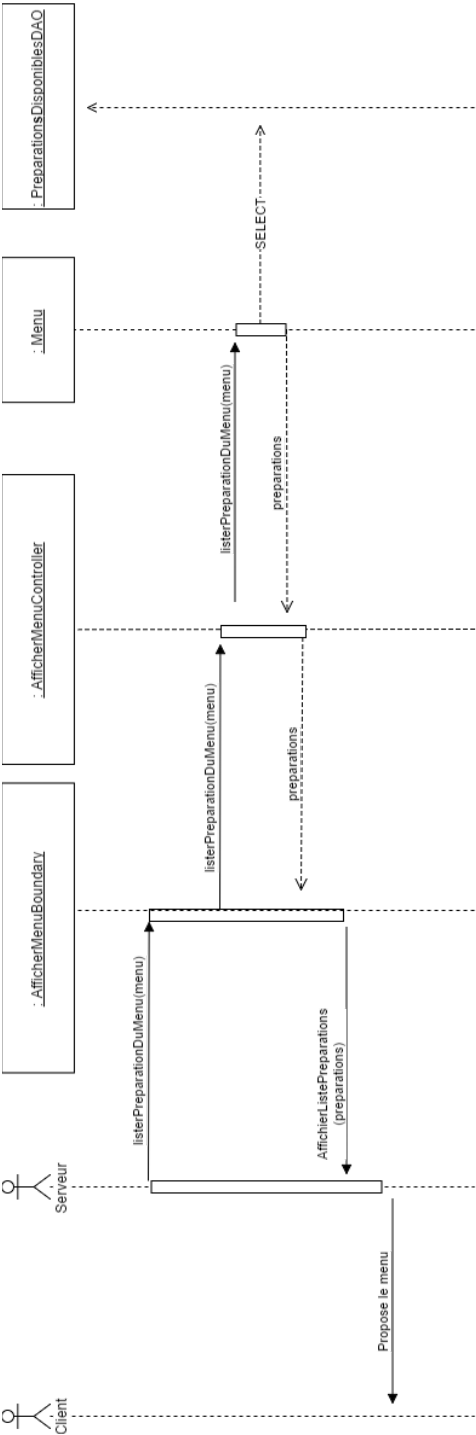 Client
Serveur
: AfficherMenuBoundary
: AfficherMenuController
: Menu
: PreparationsDisponiblesDAO
listerPreparationDuMenu(menu)
listerPreparationDuMenu(menu)
listerPreparationDuMenu(menu)
SELECT
preparations
preparations
AffichierListePreparations
(preparations)
Propose le menu